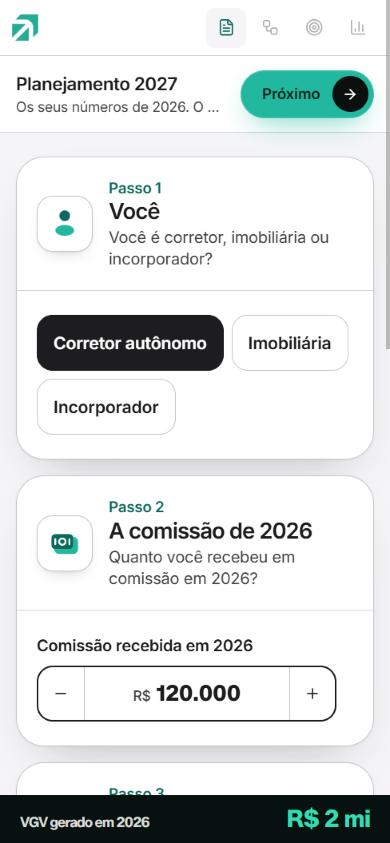 Planejamento 2027
Os seus números de 2026. O ...
Próximo
Passo 1
Você
Você é corretor, imobiliária ou
incorporador?
Corretor autônomo
Imobiliária
Incorporador
Passo 2
A comissão de 2026
Quanto você recebeu em
comissão em 2026?
Comissão recebida em 2026
− R$ 120.000 +
Passo 3
VGV gerado em 2026
R$ 2 mi